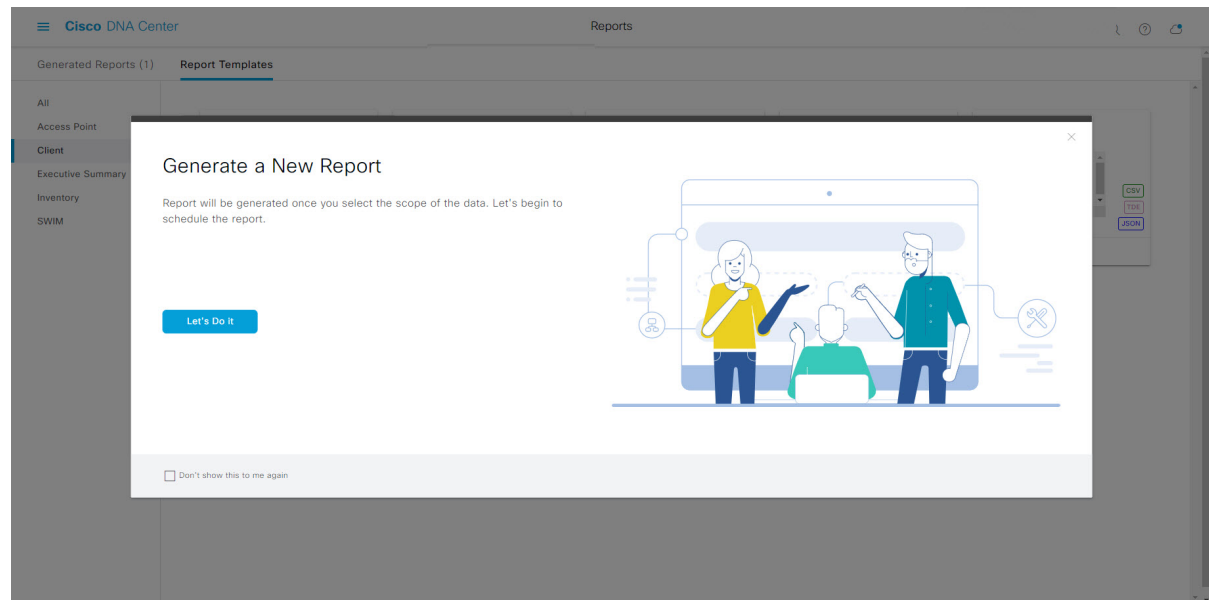 Cisco DNA Center
Reports
Generated Reports (1)
Report Templates
All
Access Point
Client
Executive Summary
Inventory
SWIM
Generate a New Report
Report will be generated once you select the scope of the data. Let's begin to
schedule the report.
Let's Do it
Don't show this to me again
CSV
TDE
JSON